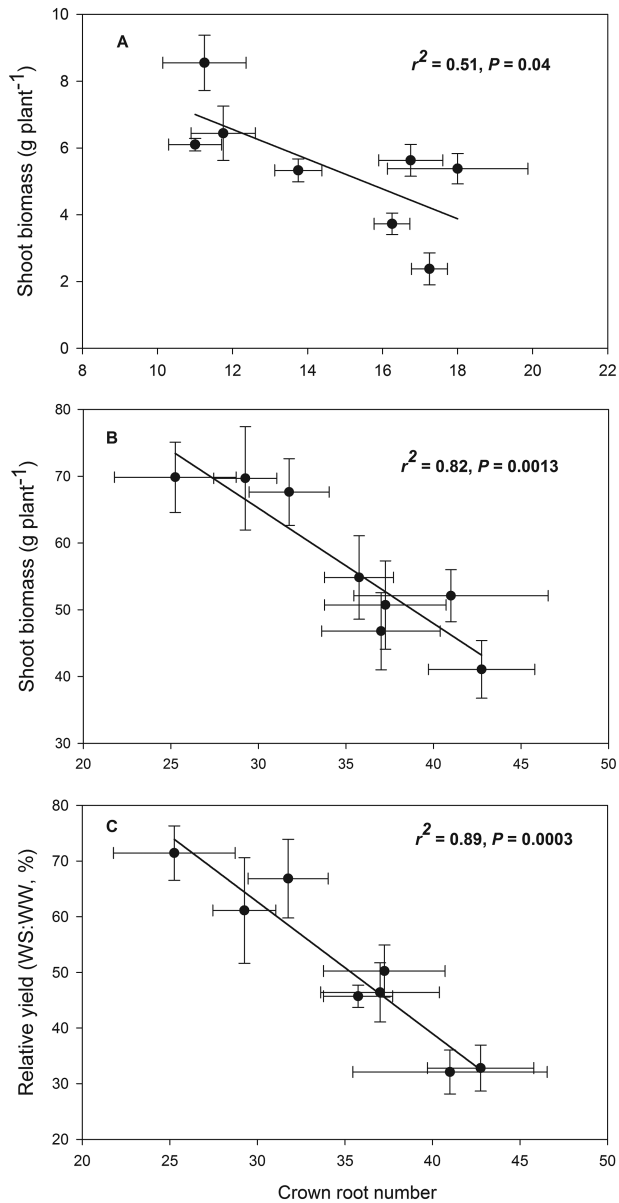 10
A
r² = 0.51, P = 0.04
8
6
4
2
0
Shoot biomass (g plant⁻¹)
8 10 12 14 16 18 20 22
80
B
r² = 0.82, P = 0.0013
70
60
50
40
30
Shoot biomass (g plant⁻¹)
20 25 30 35 40 45 50
80
C
r² = 0.89, P = 0.0003
70
60
50
40
30
20
Relative yield (WS:WW, %)
20 25 30 35 40 45 50
Crown root number